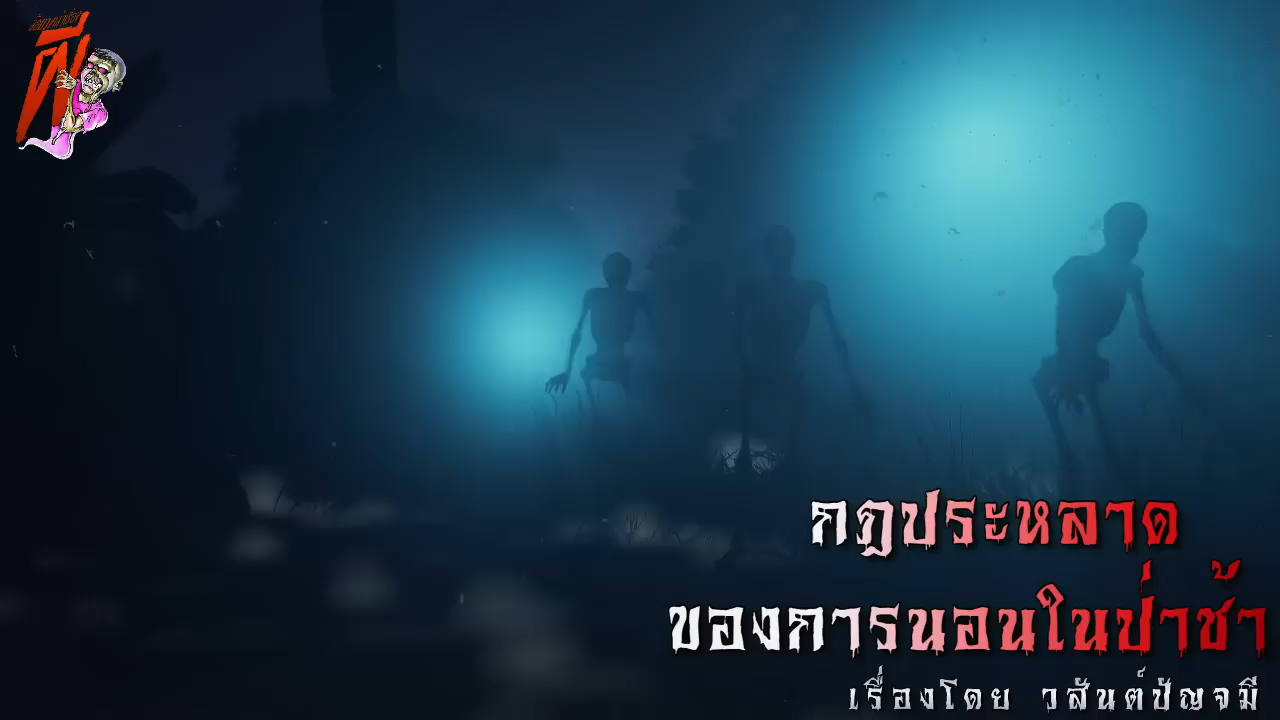 ผี
กฎประหลาด
ของการนอนในป่าช้า
เรื่องโดย วสันต์ปัญจมี